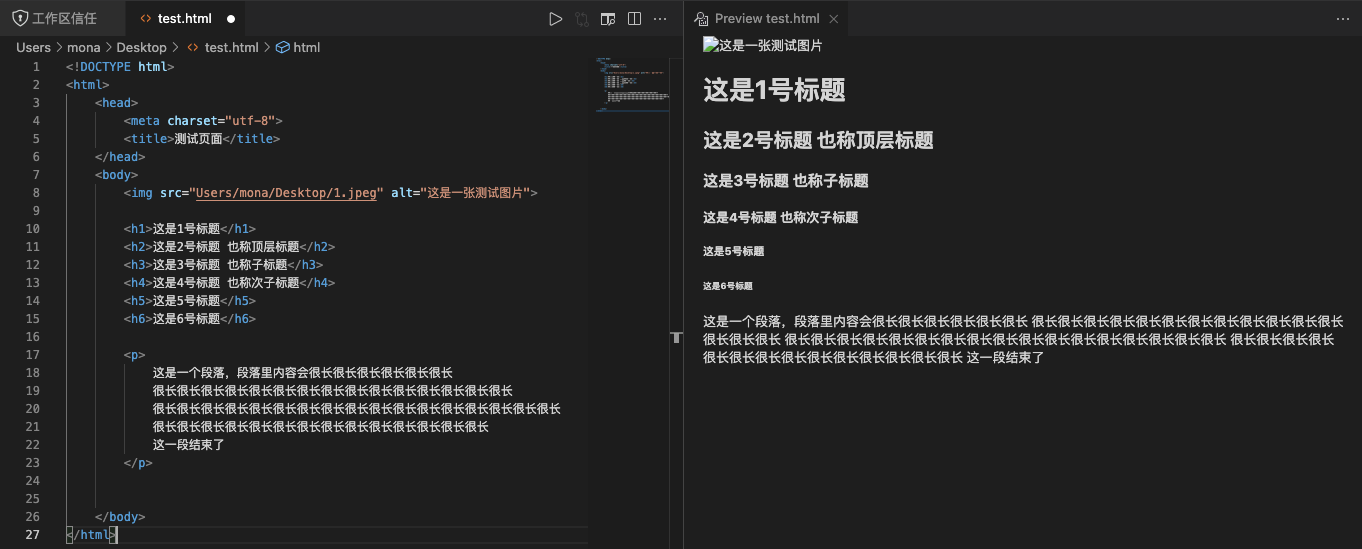 工作区信任
test.html
Users > mona > Desktop > test.html > html
1 <!DOCTYPE html>
2 <html>
3 <head>
4 <meta charset="utf-8">
5 <title>测试页面</title>
6 </head>
7 <body>
8 <img src="Users/mona/Desktop/1.jpeg" alt="这是一张测试图片">
9
10 <h1>这是1号标题</h1>
11 <h2>这是2号标题 也称顶层标题</h2>
12 <h3>这是3号标题 也称子标题</h3>
13 <h4>这是4号标题 也称次子标题</h4>
14 <h5>这是5号标题</h5>
15 <h6>这是6号标题</h6>
16
17 <p>
18 这是一个段落，段落里内容会很长很长很长很长很长很长
19 很长很长很长很长很长很长很长很长很长很长很长很长很长很长很长
20 很长很长很长很长很长很长很长很长很长很长很长很长很长很长很长很长很长
21 很长很长很长很长很长很长很长很长很长很长很长很长很长很长
22 这一段结束了
23 </p>
24
25
26 </body>
27 </html>
Preview test.html
这是一张测试图片
这是1号标题
这是2号标题 也称顶层标题
这是3号标题 也称子标题
这是4号标题 也称次子标题
这是5号标题
这是6号标题
这是一个段落，段落里内容会很长很长很长很长很长很长 很长很长很长很长很长很长很长很长很长很长很长很长
很长很长很长 很长很长很长很长很长很长很长很长很长很长很长很长很长很长很长很长很长 很长很长很长很长
很长很长很长很长很长很长很长很长很长很长 这一段结束了